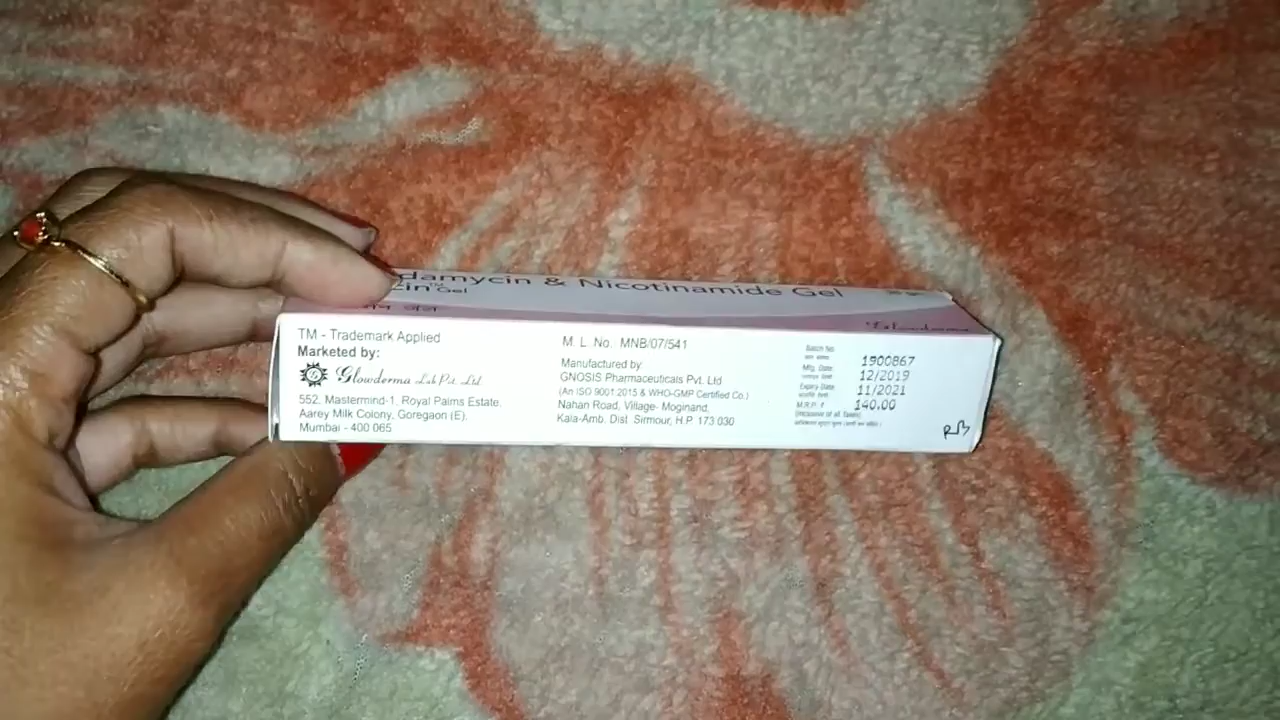 damycin & Nicotinamide Gel
cin™ Gel
जैल
Glowderma
TM - Trademark Applied
Marketed by:
Glowderma Lab Pvt. Ltd.
552, Mastermind-1, Royal Palms Estate,
Aarey Milk Colony, Goregaon (E).
Mumbai - 400 065
M. L. No. MNB/07/541
Manufactured by
GNOSIS Pharmaceuticals Pvt. Ltd
(An ISO 9001:2015 & WHO-GMP Certified Co.)
Nahan Road, Village- Moginand,
Kala-Amb, Dist. Sirmour, H.P. 173 030
Batch No. 1900867
Mfg. Date 12/2019
Expiry Date 11/2021
M.R.P. ₹ 140.00
(Inclusive of all Taxes)